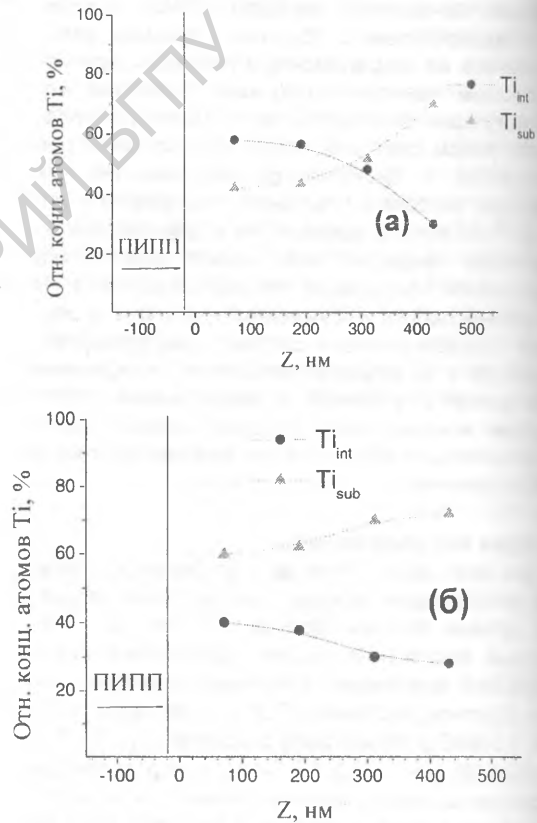 РИЙ БГПУ
Отн. конц. атомов Ti, %
100
80
60
40
20
Ti_int
Ti_sub
(а)
ПИПП
-100 0 100 200 300 400 500
Z, нм
Отн. конц. атомов Ti, %
100
80
60
40
20
Ti_int
Ti_sub
(б)
ПИПП
-100 0 100 200 300 400 500
Z, нм